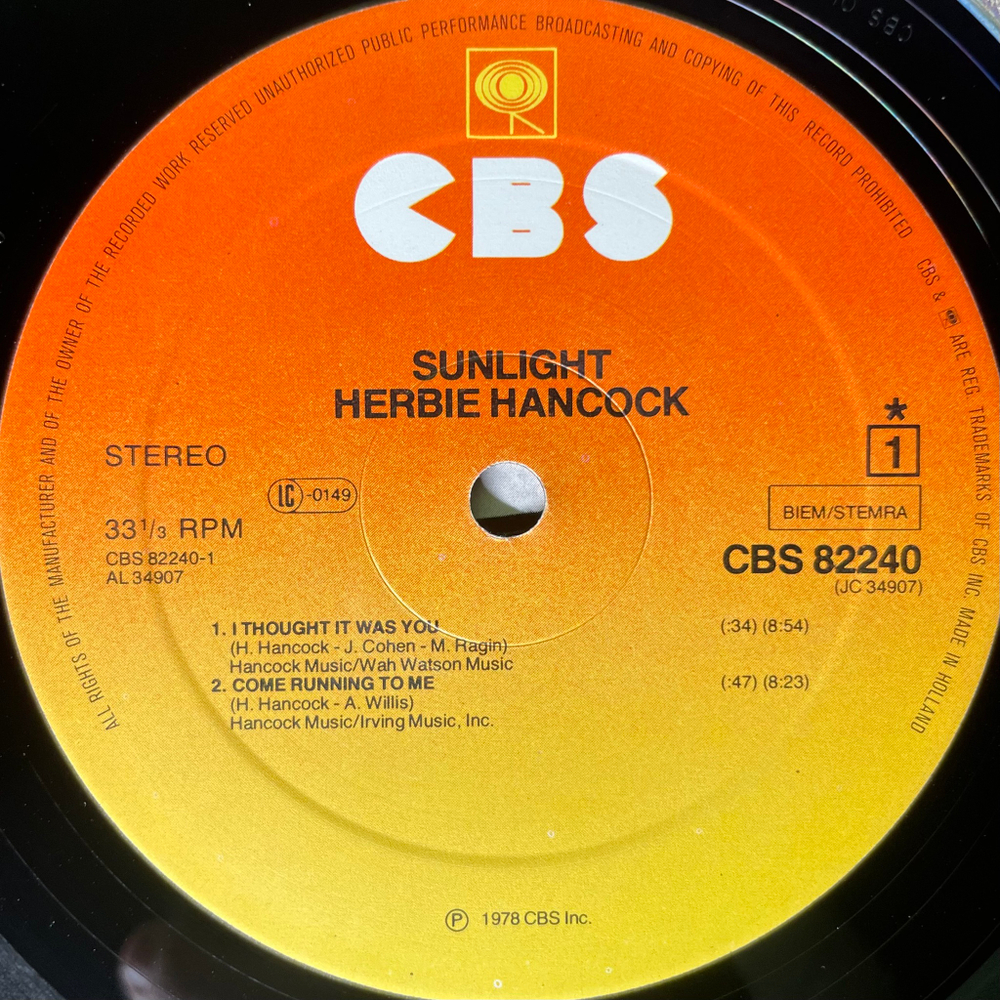 ALL RIGHTS OF THE MANUFACTURER AND OF THE OWNER OF THE RECORDED WORK RESERVED UNAUTHORIZED PUBLIC PERFORMANCE BROADCASTING AND COPYING OF THIS RECORD PROHIBITED
CBS & ARE REG. TRADEMARKS OF CBS INC. MADE IN HOLLAND
CBS
SUNLIGHT
HERBIE HANCOCK
*
1
STEREO
LC-0149
BIEM/STEMRA
33 1/3 RPM
CBS 82240
CBS 82240-1
(JC 34907)
AL 34907
1. I THOUGHT IT WAS YOU (:34) (8:54)
(H. Hancock - J. Cohen - M. Ragin)
Hancock Music/Wah Watson Music
2. COME RUNNING TO ME (:47) (8:23)
(H. Hancock - A. Willis)
Hancock Music/Irving Music, Inc.
Ⓟ 1978 CBS Inc.